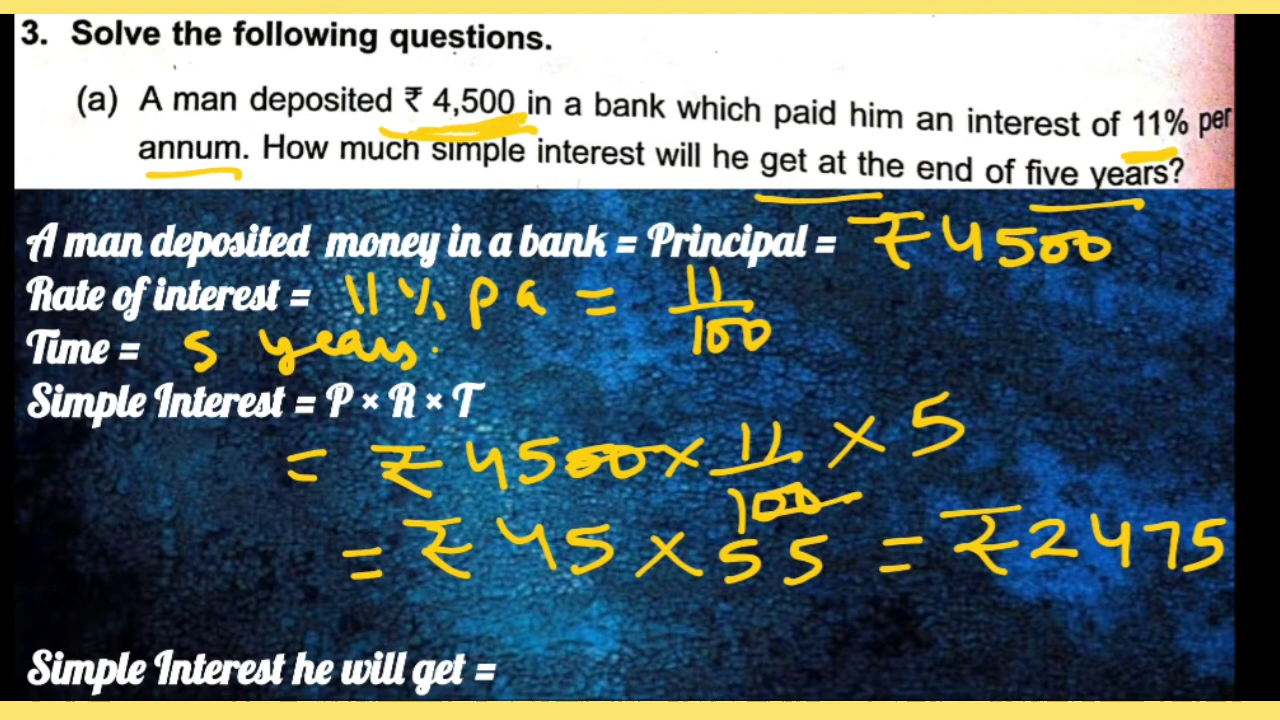 3. Solve the following questions.
(a) A man deposited ₹ 4,500 in a bank which paid him an interest of 11% per
annum. How much simple interest will he get at the end of five years?
A man deposited money in a bank = Principal = ₹4500
Rate of interest = 11% pa = 11/100
Time = 5 years.
Simple Interest = P × R × T
= ₹4500 × 11/100 × 5
= ₹45 × 55 = ₹2475
Simple Interest he will get =